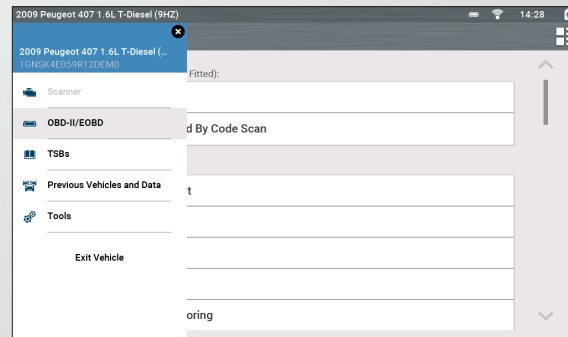 2009 Peugeot 407 1.6L T-Diesel (9HZ)
14:28
2009 Peugeot 407 1.6L T-Diesel (...
1GNSK4E059R12DEM0
Scanner
OBD-II/EOBD
TSBs
Previous Vehicles and Data
Tools
Exit Vehicle
Fitted):
d By Code Scan
t
oring